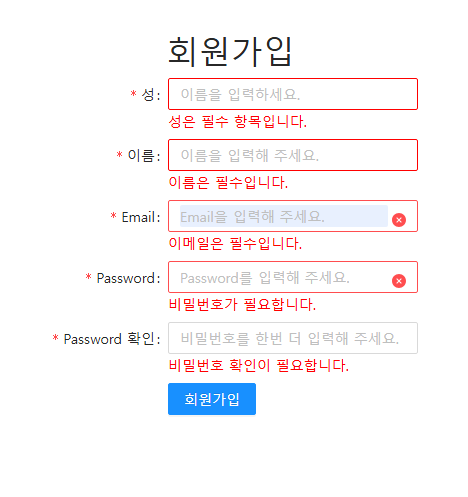 회원가입
* 성: 이름을 입력하세요.
성은 필수 항목입니다.
* 이름: 이름을 입력해 주세요.
이름은 필수입니다.
* Email: Email을 입력해 주세요.
이메일은 필수입니다.
* Password: Password를 입력해 주세요.
비밀번호가 필요합니다.
* Password 확인: 비밀번호를 한번 더 입력해 주세요.
비밀번호 확인이 필요합니다.
회원가입